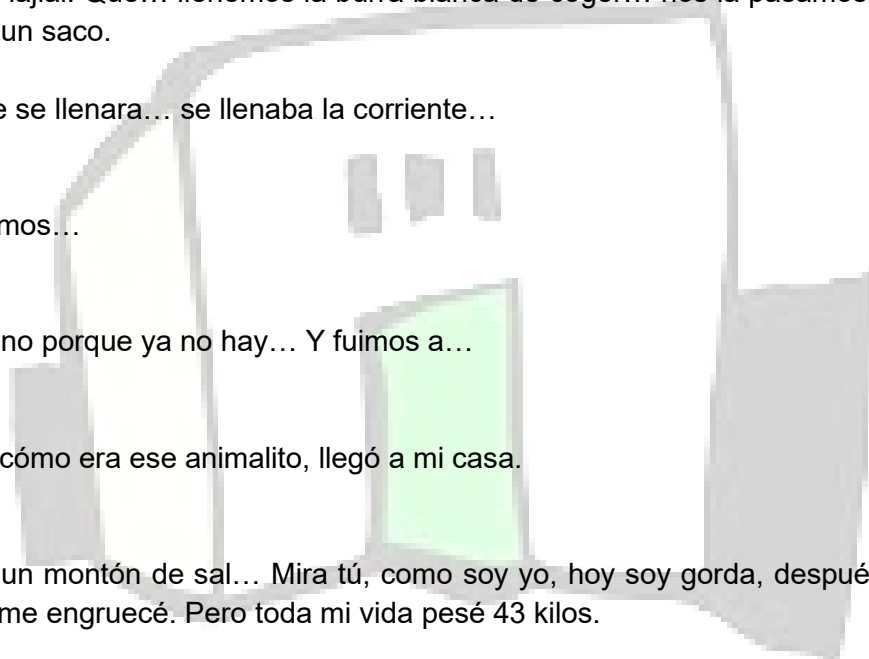 un saco.
e se llenara… se llenaba la corriente…
mos…
no porque ya no hay… Y fuimos a…
cómo era ese animalito, llegó a mi casa.
un montón de sal… Mira tú, como soy yo, hoy soy gorda, despué
me engruecé. Pero toda mi vida pesé 43 kilos.